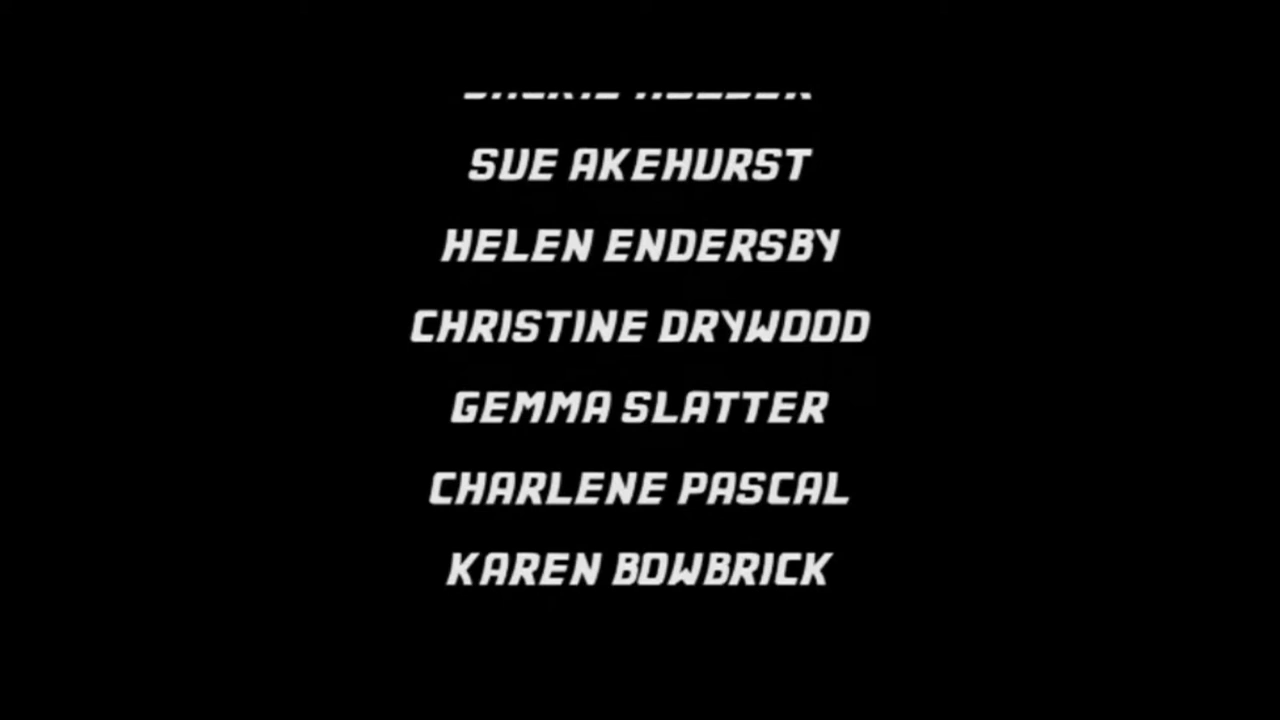 SUE AKEHURST
HELEN ENDERSBY
CHRISTINE DRYWOOD
GEMMA SLATTER
CHARLENE PASCAL
KAREN BOWBRICK